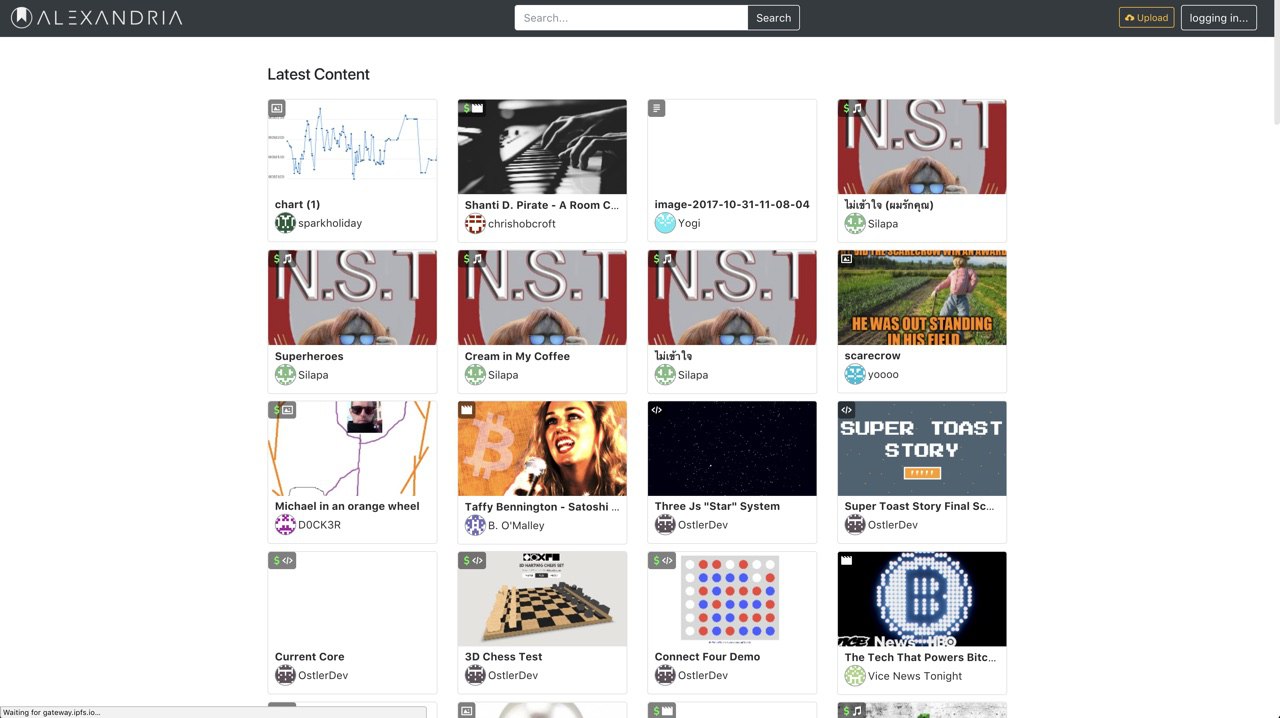 ALEXANDRIA
Search...
Search
Upload
logging in...
Latest Content
chart (1)
sparkholiday
Shanti D. Pirate - A Room C...
chrishobcroft
image-2017-10-31-11-08-04
Yogi
N.S.T
ไม่เข้าใจ (ผมรักคุณ)
Silapa
N.S.T
Superheroes
Silapa
N.S.T
Cream in My Coffee
Silapa
N.S.T
ไม่เข้าใจ
Silapa
HE WAS OUT STANDING
IN HIS FIELD
scarecrow
yoooo
Michael in an orange wheel
D0CK3R
Taffy Bennington - Satoshi ...
B. O'Malley
Three Js "Star" System
OstlerDev
SUPER TOAST
STORY
Super Toast Story Final Sc...
OstlerDev
Current Core
OstlerDev
3D Chess Test
OstlerDev
Connect Four Demo
OstlerDev
VICE News
HBO
The Tech That Powers Bitc...
Vice News Tonight
Waiting for gateway.ipfs.io...